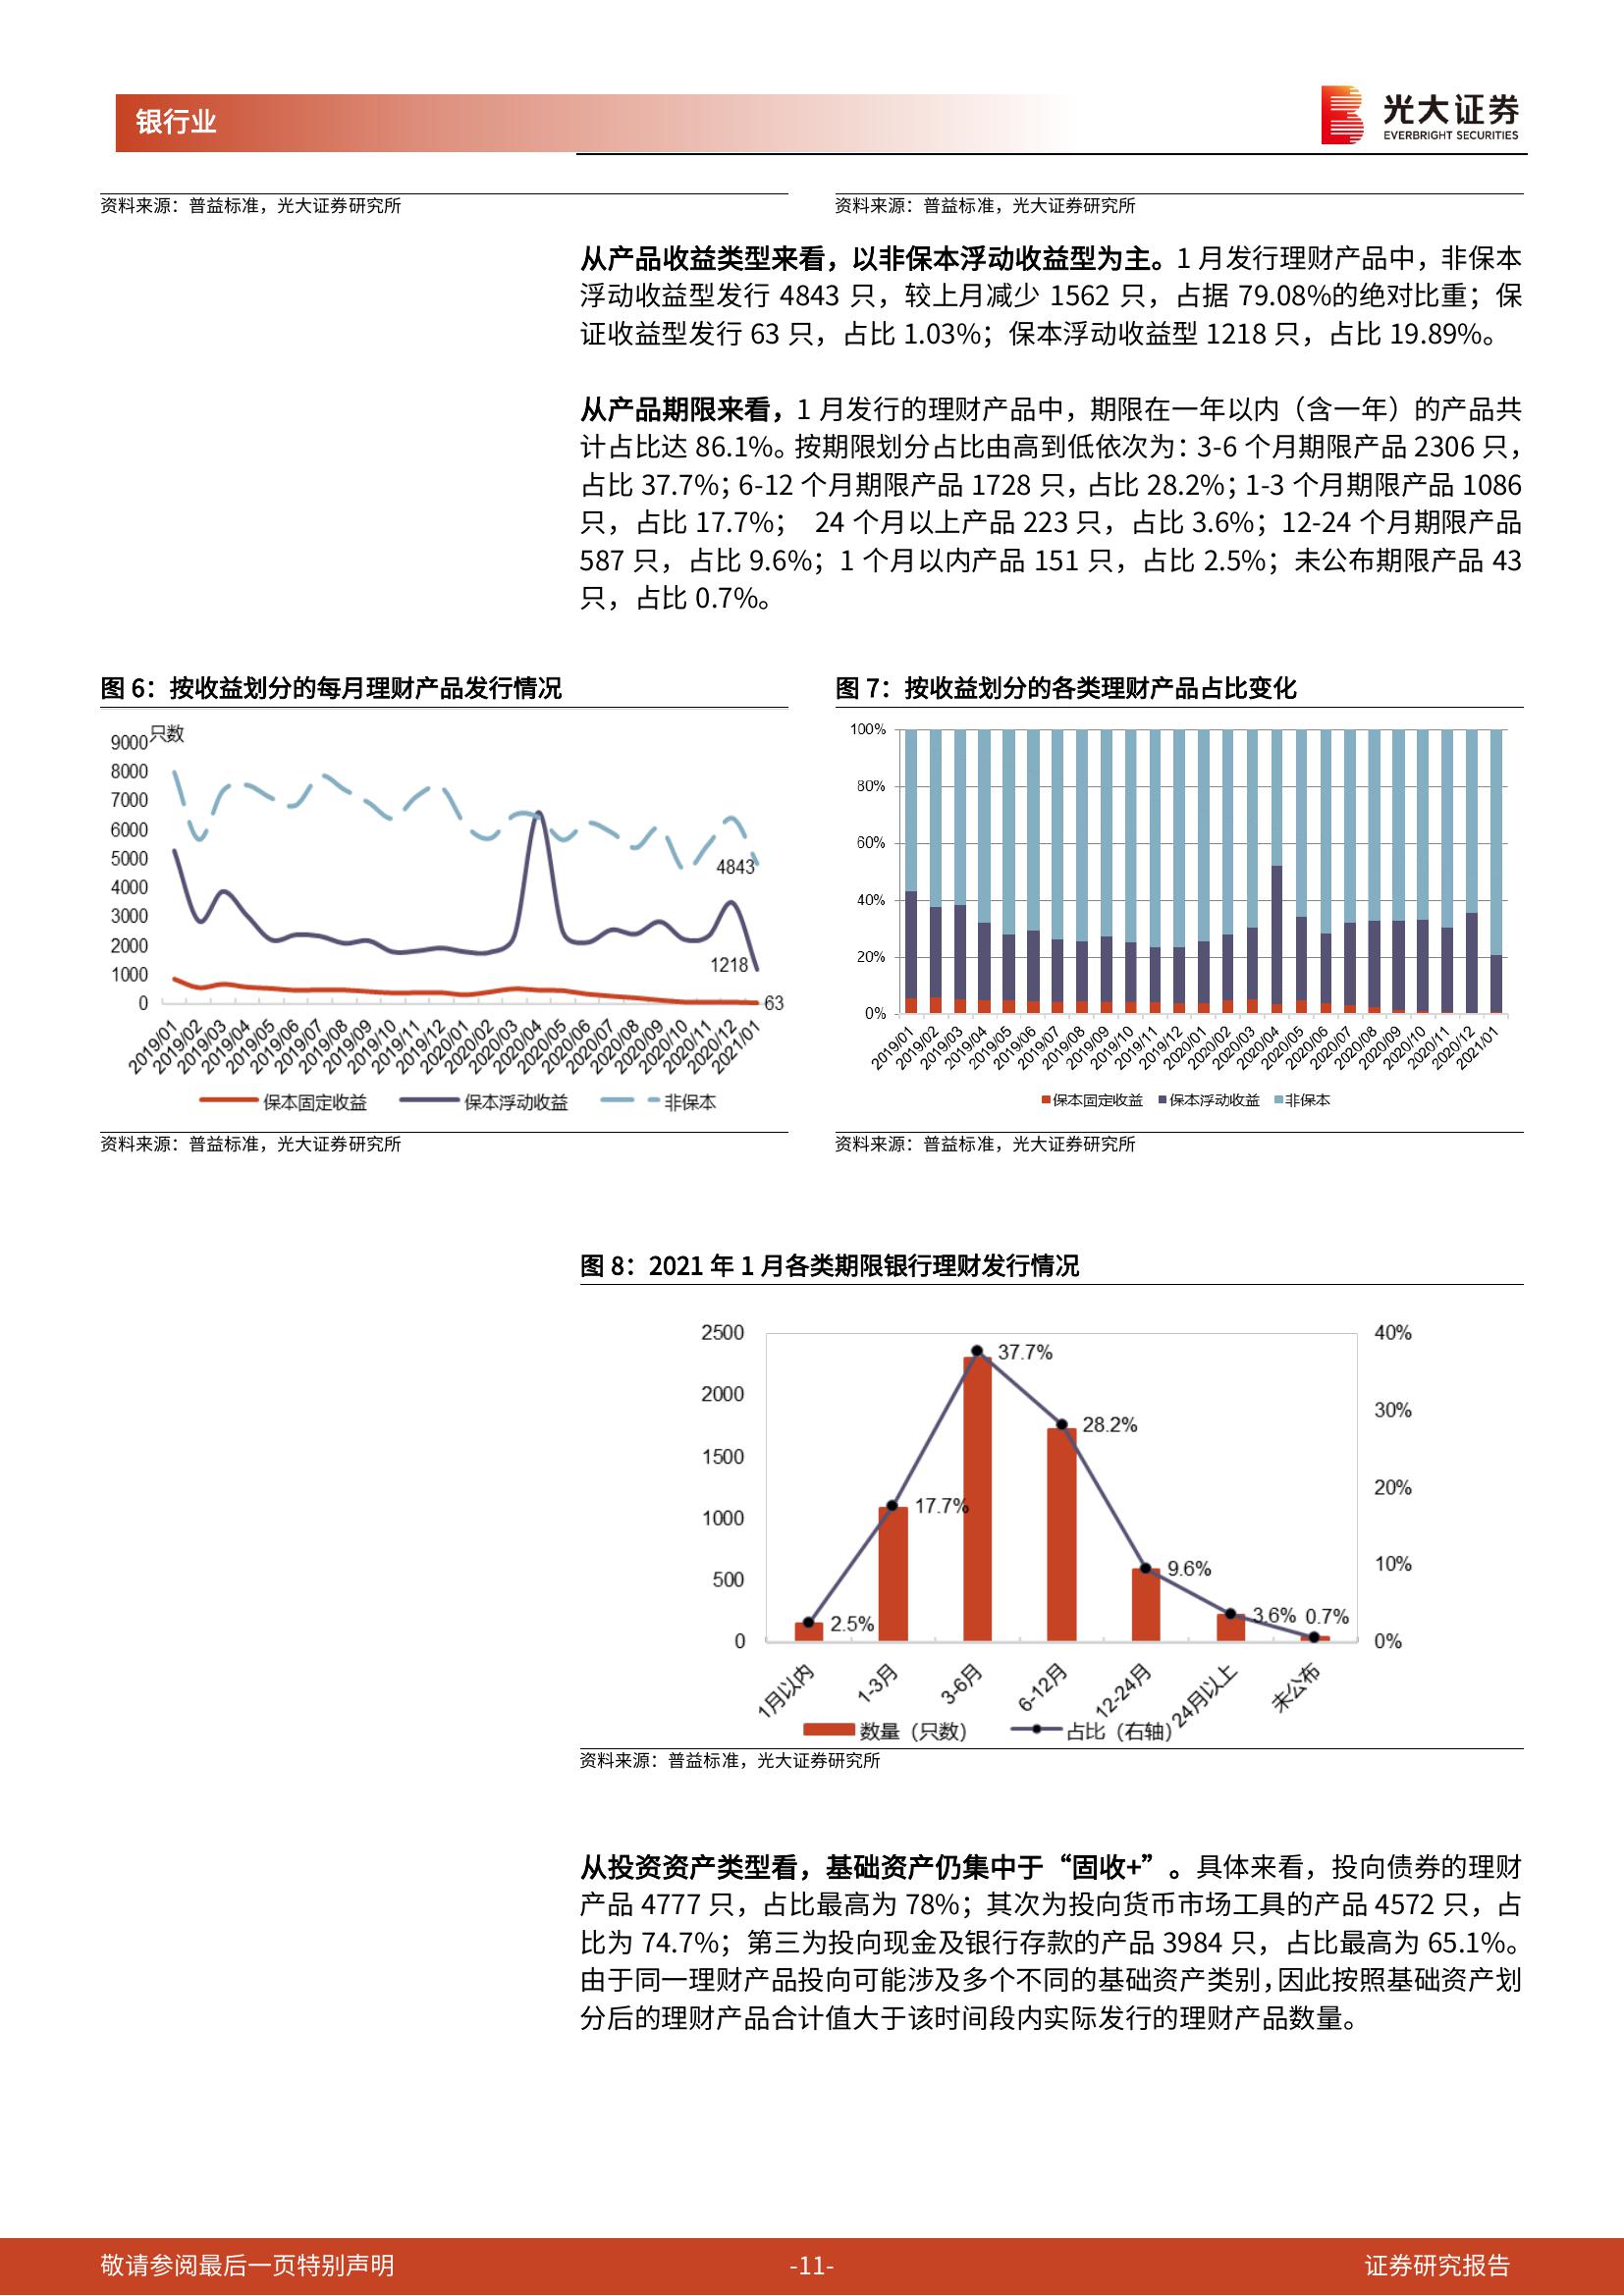 银行业
光大证券
EVERBRIGHT SECURITIES
资料来源：普益标准，光大证券研究所
资料来源：普益标准，光大证券研究所
从产品收益类型来看，以非保本浮动收益型为主。1 月发行理财产品中，非保本
浮动收益型发行 4843 只，较上月减少 1562 只，占据 79.08%的绝对比重；保
证收益型发行 63 只，占比 1.03%；保本浮动收益型 1218 只，占比 19.89%。
从产品期限来看，1 月发行的理财产品中，期限在一年以内（含一年）的产品共
计占比达 86.1%。按期限划分占比由高到低依次为：3-6 个月期限产品 2306 只，
占比 37.7%；6-12 个月期限产品 1728 只，占比 28.2%；1-3 个月期限产品 1086
只，占比 17.7%； 24 个月以上产品 223 只，占比 3.6%；12-24 个月期限产品
587 只，占比 9.6%；1 个月以内产品 151 只，占比 2.5%；未公布期限产品 43
只，占比 0.7%。
图 6：按收益划分的每月理财产品发行情况
只数
9000
8000
7000
6000
5000
4000
3000
2000
1000
0
4843
1218
63
2019/01
2019/02
2019/03
2019/04
2019/05
2019/06
2019/07
2019/08
2019/09
2019/10
2019/11
2019/12
2020/01
2020/02
2020/03
2020/04
2020/05
2020/06
2020/07
2020/08
2020/09
2020/10
2020/11
2020/12
2021/01
保本固定收益 保本浮动收益 非保本
资料来源：普益标准，光大证券研究所
图 7：按收益划分的各类理财产品占比变化
100%
80%
60%
40%
20%
0%
2019/01
2019/02
2019/03
2019/04
2019/05
2019/06
2019/07
2019/08
2019/09
2019/10
2019/11
2019/12
2020/01
2020/02
2020/03
2020/04
2020/05
2020/06
2020/07
2020/08
2020/09
2020/10
2020/11
2020/12
2021/01
保本固定收益 保本浮动收益 非保本
资料来源：普益标准，光大证券研究所
图 8：2021 年 1 月各类期限银行理财发行情况
2500
2000
1500
1000
500
0
40%
30%
20%
10%
0%
2.5%
17.7%
37.7%
28.2%
9.6%
3.6%
0.7%
1月以内
1-3月
3-6月
6-12月
12-24月
24月以上
未公布
数量（只数） 占比（右轴）
资料来源：普益标准，光大证券研究所
从投资资产类型看，基础资产仍集中于“固收+”。具体来看，投向债券的理财
产品 4777 只，占比最高为 78%；其次为投向货币市场工具的产品 4572 只，占
比为 74.7%；第三为投向现金及银行存款的产品 3984 只，占比最高为 65.1%。
由于同一理财产品投向可能涉及多个不同的基础资产类别，因此按照基础资产划
分后的理财产品合计值大于该时间段内实际发行的理财产品数量。
敬请参阅最后一页特别声明 -11- 证券研究报告